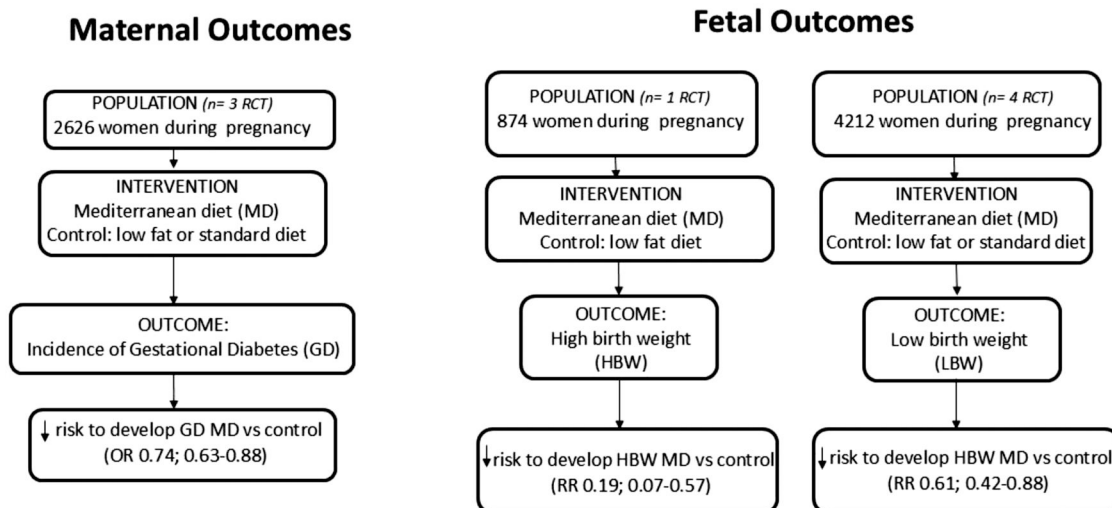 Maternal Outcomes
POPULATION (n= 3 RCT)
2626 women during pregnancy
INTERVENTION
Mediterranean diet (MD)
Control: low fat or standard diet
OUTCOME:
Incidence of Gestational Diabetes (GD)
↓ risk to develop GD MD vs control
(OR 0.74; 0.63-0.88)
Fetal Outcomes
POPULATION (n= 1 RCT)
874 women during pregnancy
INTERVENTION
Mediterranean diet (MD)
Control: low fat diet
OUTCOME:
High birth weight
(HBW)
↓ risk to develop HBW MD vs control
(RR 0.19; 0.07-0.57)
POPULATION (n= 4 RCT)
4212 women during pregnancy
INTERVENTION
Mediterranean diet (MD)
Control: low fat or standard diet
OUTCOME:
Low birth weight
(LBW)
↓ risk to develop HBW MD vs control
(RR 0.61; 0.42-0.88)